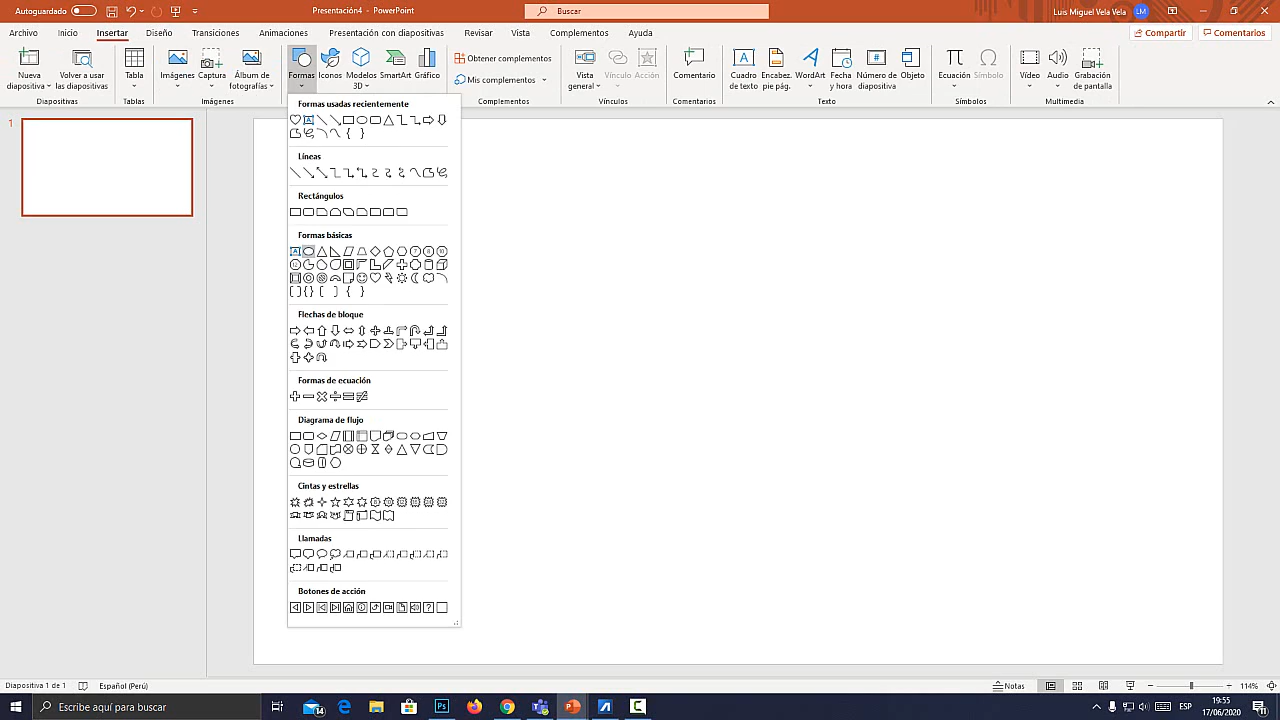 Autoguardado
Presentación4 - PowerPoint
Buscar
Luis Miguel Vela Vela
LM
Archivo
Inicio
Insertar
Diseño
Transiciones
Animaciones
Presentación con diapositivas
Revisar
Vista
Complementos
Ayuda
Compartir
Comentarios
Nueva diapositiva
Volver a usar las diapositivas
Tabla
Imágenes
Captura
Álbum de fotografías
Formas
Iconos
Modelos 3D
SmartArt
Gráfico
Obtener complementos
Mis complementos
Vista general
Vínculo
Acción
Comentario
Cuadro de texto
Encabez. pie pág.
WordArt
Fecha y hora
Número de diapositiva
Objeto
Ecuación
Símbolo
Vídeo
Audio
Grabación de pantalla
Diapositivas
Tablas
Imágenes
Complementos
Vínculos
Comentarios
Texto
Símbolos
Multimedia
1
Formas usadas recientemente
Líneas
Rectángulos
Formas básicas
Flechas de bloque
Formas de ecuación
Diagrama de flujo
Cintas y estrellas
Llamadas
Botones de acción
Diapositiva 1 de 1
Español (Perú)
Notas
114%
Escribe aquí para buscar
14
ESP
19:55
17/06/2020